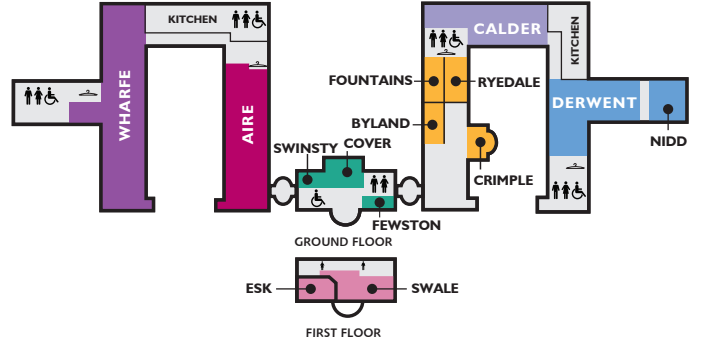 KITCHEN
WHARFE
AIRE
CALDER
KITCHEN
FOUNTAINS
RYEDALE
BYLAND
DERWENT
NIDD
SWINSTY
COVER
CRIMPLE
FEWSTON
GROUND FLOOR
ESK
SWALE
FIRST FLOOR